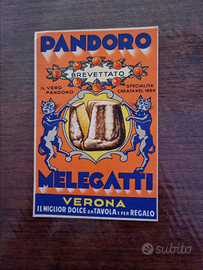 PANDORO
BREVETTATO
IL VERO
PANDORO
SPECIALITÀ
CREATA NEL 1894
MELEGATTI
VERONA
IL MIGLIOR DOLCE DA TAVOLA E PER REGALO
subito